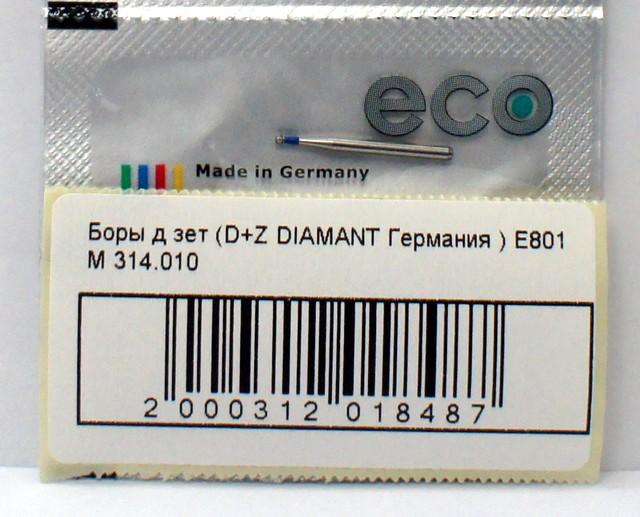 eco
Made in Germany
Боры д зет (D+Z DIAMANT Германия ) E801
М 314.010
2 000312 018487